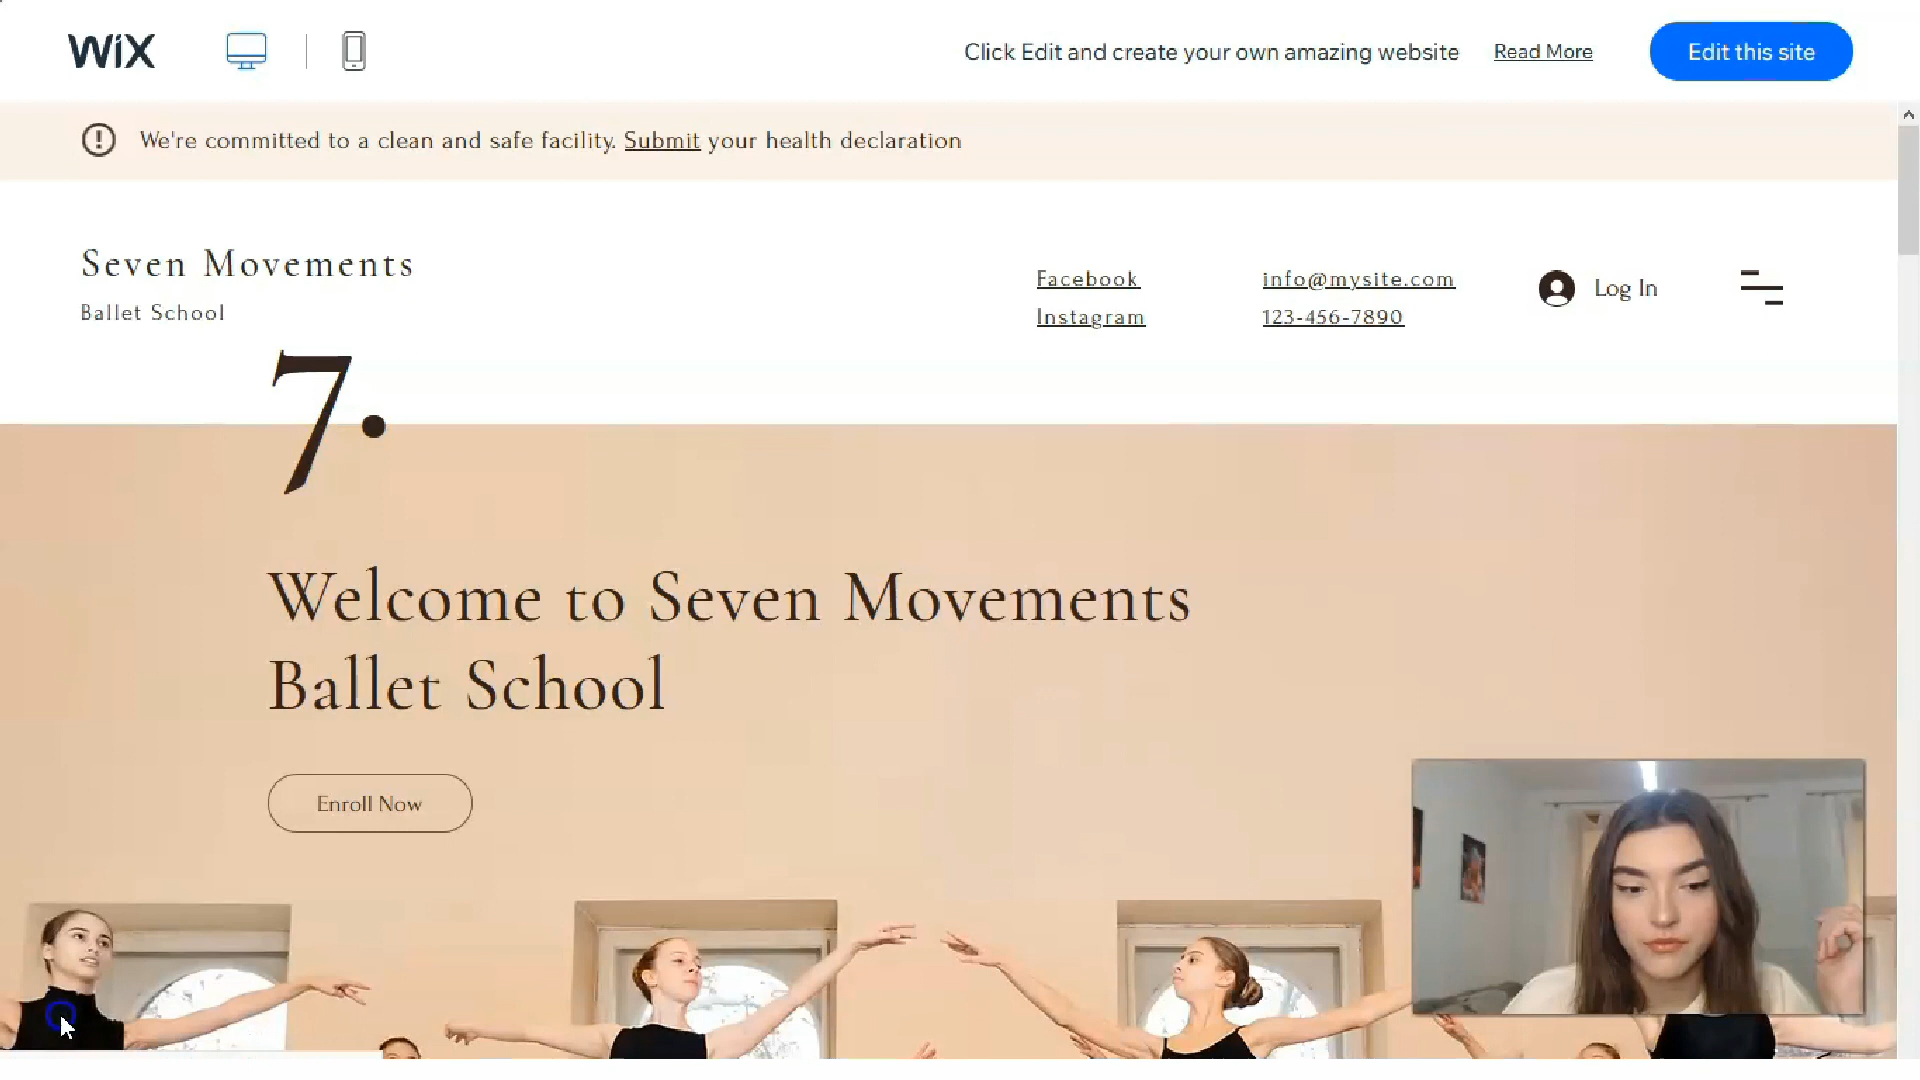 WiX
Click Edit and create your own amazing website
Read More
Edit this site
We're committed to a clean and safe facility. Submit your health declaration
Seven Movements
Ballet School
Facebook
Instagram
info@mysite.com
123-456-7890
Log In
7.
Welcome to Seven Movements
Ballet School
Enroll Now